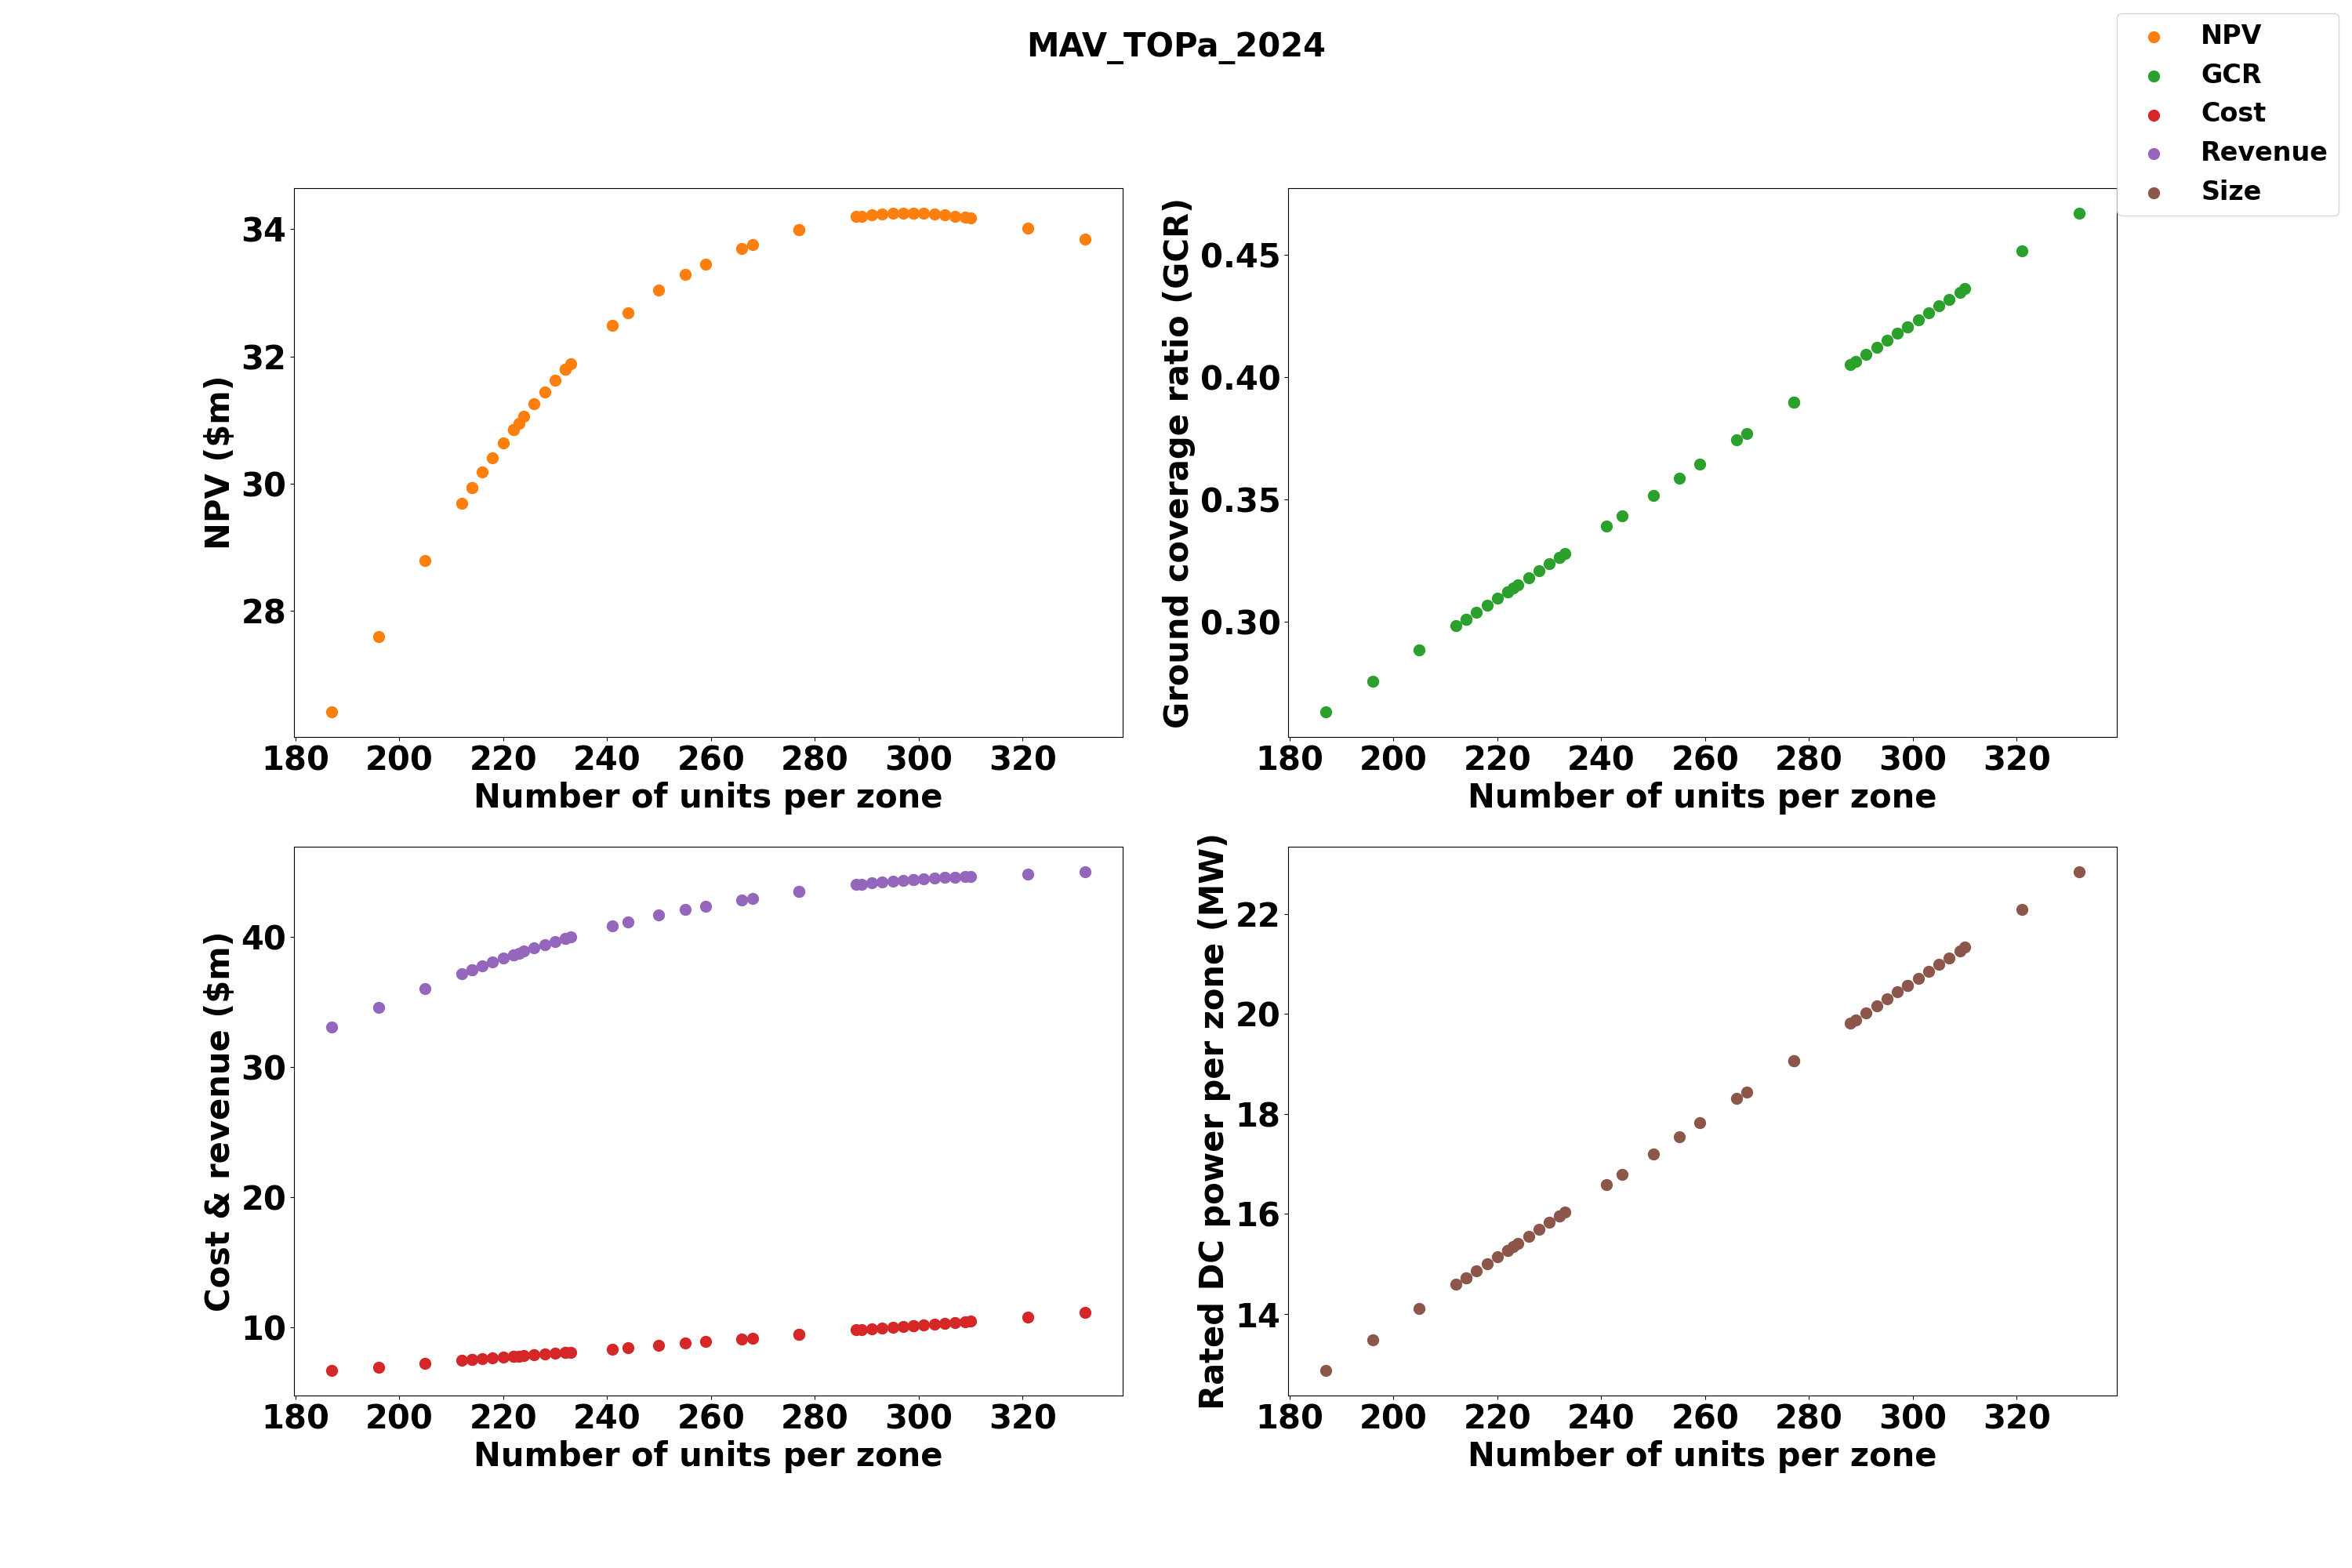 MAV_TOPa_2024
NPV
GCR
Cost
Revenue
Size
NPV ($m)
34
32
30
28
180 200 220 240 260 280 300 320
Number of units per zone
Ground coverage ratio (GCR)
0.45
0.40
0.35
0.30
180 200 220 240 260 280 300 320
Number of units per zone
Cost & revenue ($m)
40
30
20
10
180 200 220 240 260 280 300 320
Number of units per zone
Rated DC power per zone (MW)
22
20
18
16
14
180 200 220 240 260 280 300 320
Number of units per zone